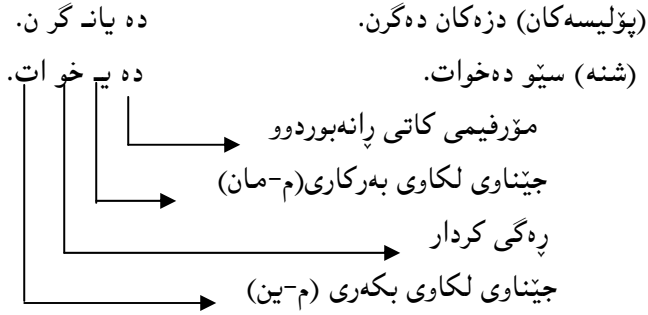 (پۆلیسەکان) دزەکان دەگرن. دە یانـ گر ن.
(شنە) سێو دەخوات. دە یـ خو ات.
مۆرفیمی کاتی ڕانەبوردوو
جێناوی لکاوی بەرکاری(م-مان)
ڕەگی کردار
جێناوی لکاوی بکەری (م-ین)